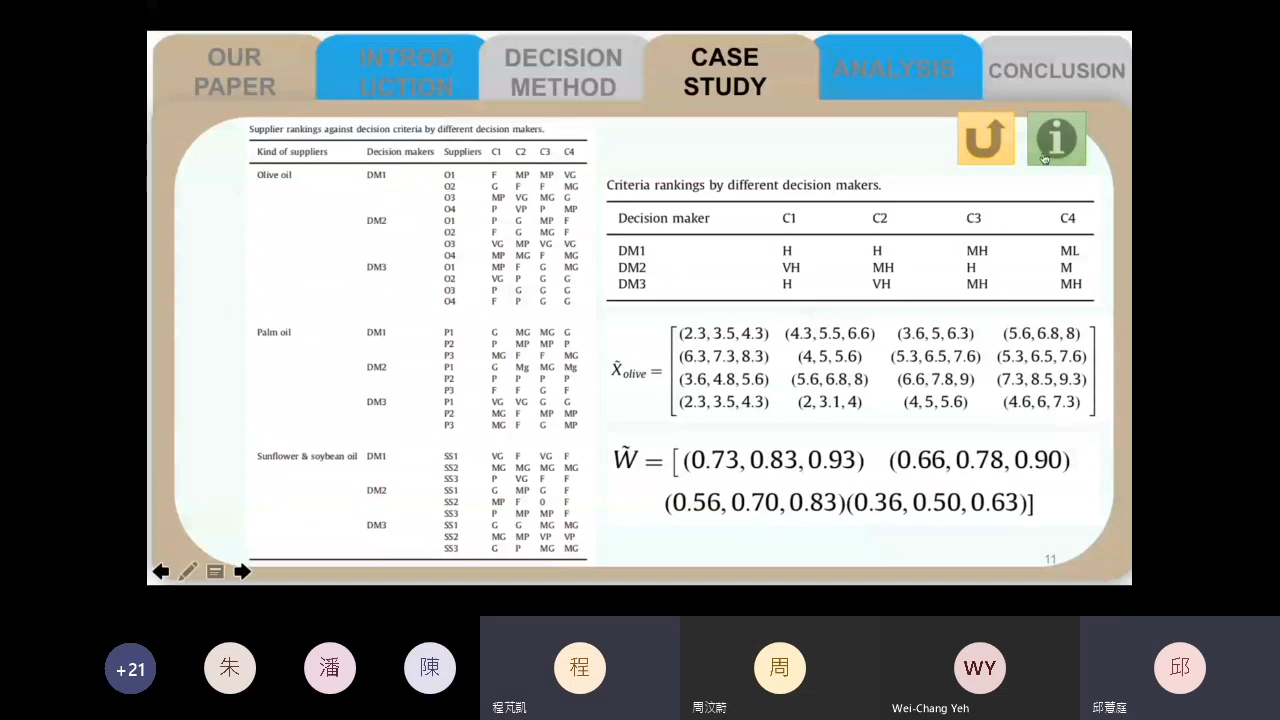 OUR PAPER
INTROD UCTION
DECISION METHOD
CASE STUDY
ANALYSIS
CONCLUSION
Supplier rankings against decision criteria by different decision makers.
Kind of suppliers Decision makers Suppliers C1 C2 C3 C4
Olive oil DM1 O1 F MP MP VG
O2 G F F MG
O3 MP VG MG G
O4 P VP P MP
DM2 O1 P G MP F
O2 F G MG F
O3 VG MP VG VG
O4 MP MG F MG
DM3 O1 MP F G MG
O2 VG P G G
O3 P G G G
O4 F P G G
Palm oil DM1 P1 G MG MG G
P2 P MP MP P
P3 MG F F MG
DM2 P1 G Mg MG Mg
P2 P P P P
P3 F F G F
DM3 P1 VG VG G G
P2 MG F MP MP
P3 MG F G MP
Sunflower & soybean oil DM1 SS1 VG F VG F
SS2 MG MG MG MG
SS3 P VG F F
DM2 SS1 G MP G F
SS2 MP F 0 F
SS3 P MP MP F
DM3 SS1 G G MG MG
SS2 MG MP VP VP
SS3 G P MG MG
Criteria rankings by different decision makers.
Decision maker C1 C2 C3 C4
DM1 H H MH ML
DM2 VH MH H M
DM3 H VH MH MH
X̃olive =
(2.3, 3.5, 4.3) (4.3, 5.5, 6.6) (3.6, 5, 6.3) (5.6, 6.8, 8)
(6.3, 7.3, 8.3) (4, 5, 5.6) (5.3, 6.5, 7.6) (5.3, 6.5, 7.6)
(3.6, 4.8, 5.6) (5.6, 6.8, 8) (6.6, 7.8, 9) (7.3, 8.5, 9.3)
(2.3, 3.5, 4.3) (2, 3.1, 4) (4, 5, 5.6) (4.6, 6, 7.3)
W̃ = [(0.73, 0.83, 0.93) (0.66, 0.78, 0.90)
(0.56, 0.70, 0.83)(0.36, 0.50, 0.63)]
11
+21
朱
潘
陳
程
周
WY
邱
程芃凱
周汶蔚
Wei-Chang Yeh